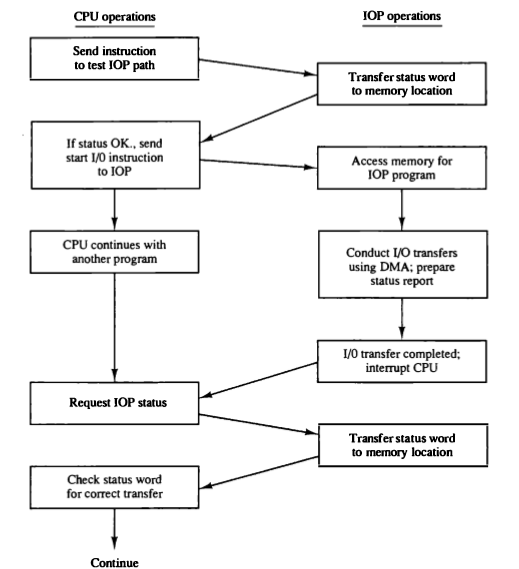 CPU operations
IOP operations
Send instruction
to test IOP path
Transfer status word
to memory location
If status OK., send
start I/0 instruction
to IOP
Access memory for
IOP program
CPU continues with
another program
Conduct I/O transfers
using DMA; prepare
status report
I/0 transfer completed;
interrupt CPU
Request IOP status
Transfer status word
to memory location
Check status word
for correct transfer
Continue